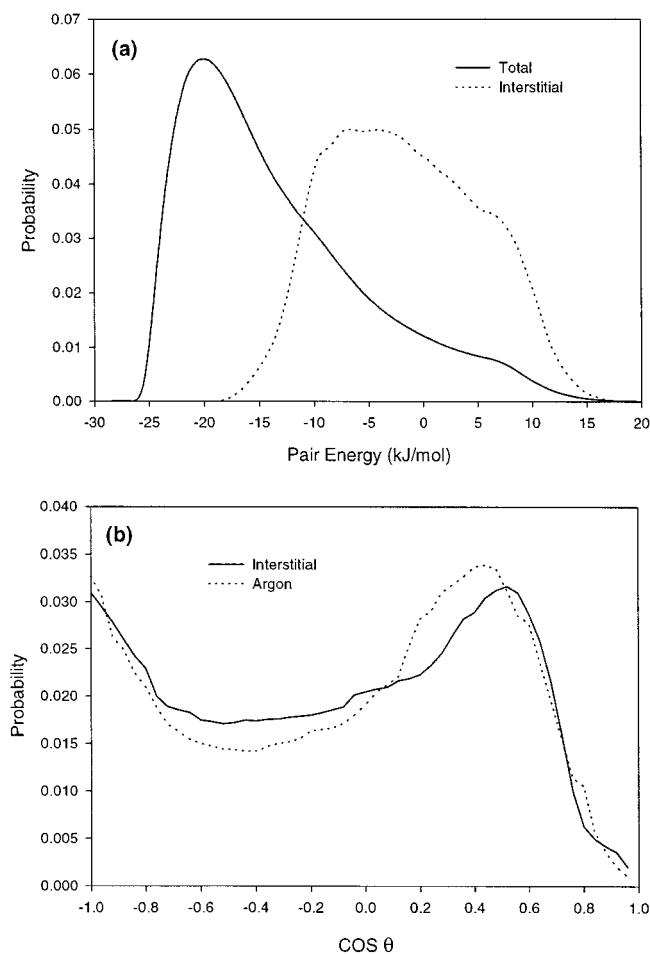 (a)
Total
Interstitial
0.07
0.06
0.05
0.04
0.03
0.02
0.01
0.00
Probability
-30 -25 -20 -15 -10 -5 0 5 10 15 20
Pair Energy (kJ/mol)
(b)
Interstitial
Argon
0.040
0.035
0.030
0.025
0.020
0.015
0.010
0.005
0.000
Probability
-1.0 -0.8 -0.6 -0.4 -0.2 0.0 0.2 0.4 0.6 0.8 1.0
COS θ